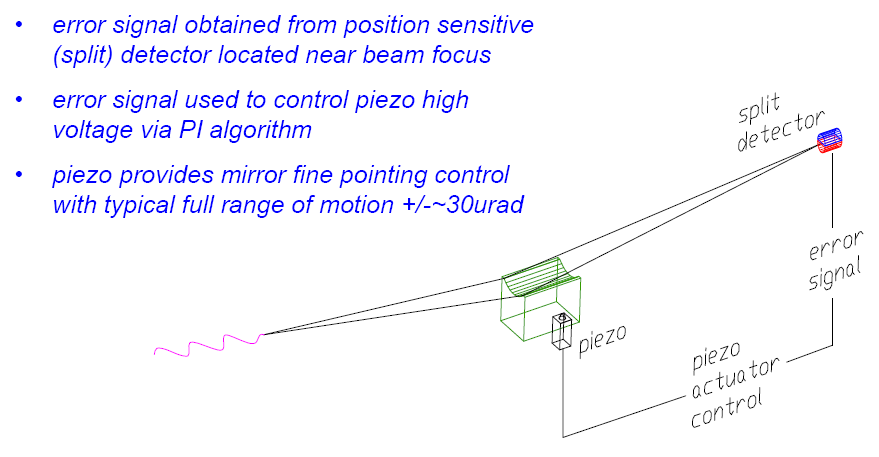 • error signal obtained from position sensitive
(split) detector located near beam focus
• error signal used to control piezo high
voltage via PI algorithm
• piezo provides mirror fine pointing control
with typical full range of motion +/-~30urad
split
detector
error
signal
piezo
piezo
actuator
control